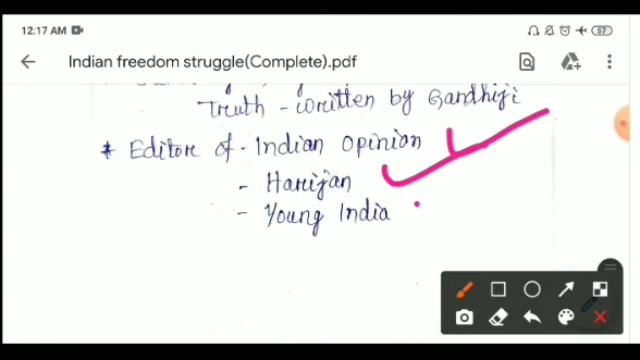 12:17 AM
57
Indian freedom struggle(Complete).pdf
Truth - written by Gandhiji
* Editor of - Indian Opinion
- Harijan
- Young India